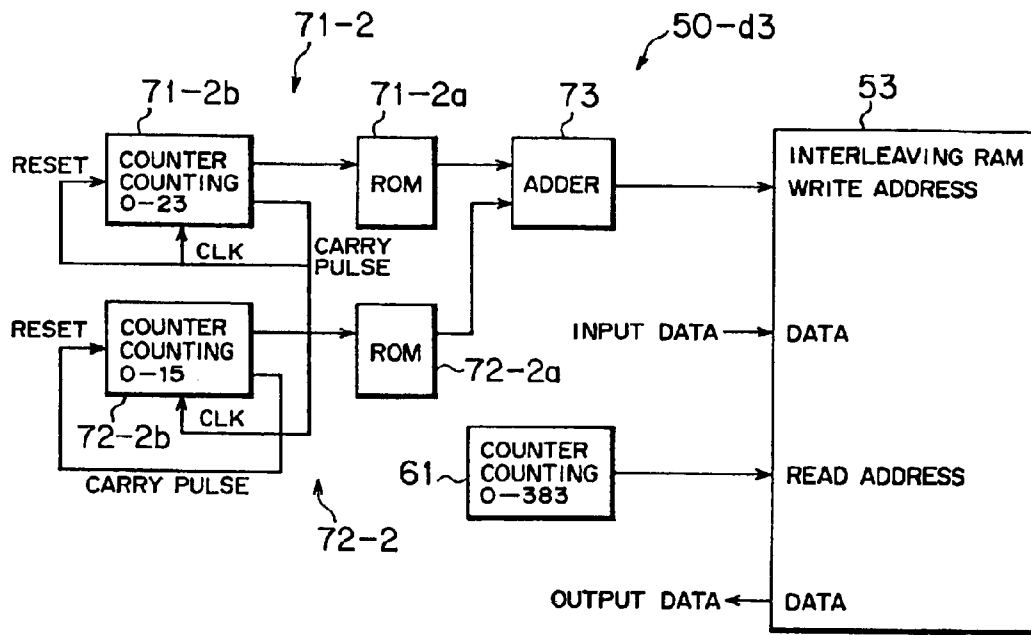 71-2
50-d3
71-2b
71-2a
73
53
RESET
COUNTER
COUNTING
0-23
ROM
ADDER
INTERLEAVING RAM
WRITE ADDRESS
CLK
CARRY
PULSE
RESET
COUNTER
COUNTING
0-15
ROM
INPUT DATA
DATA
72-2a
CLK
72-2b
CARRY PULSE
61
COUNTER
COUNTING
0-383
READ ADDRESS
72-2
OUTPUT DATA
DATA